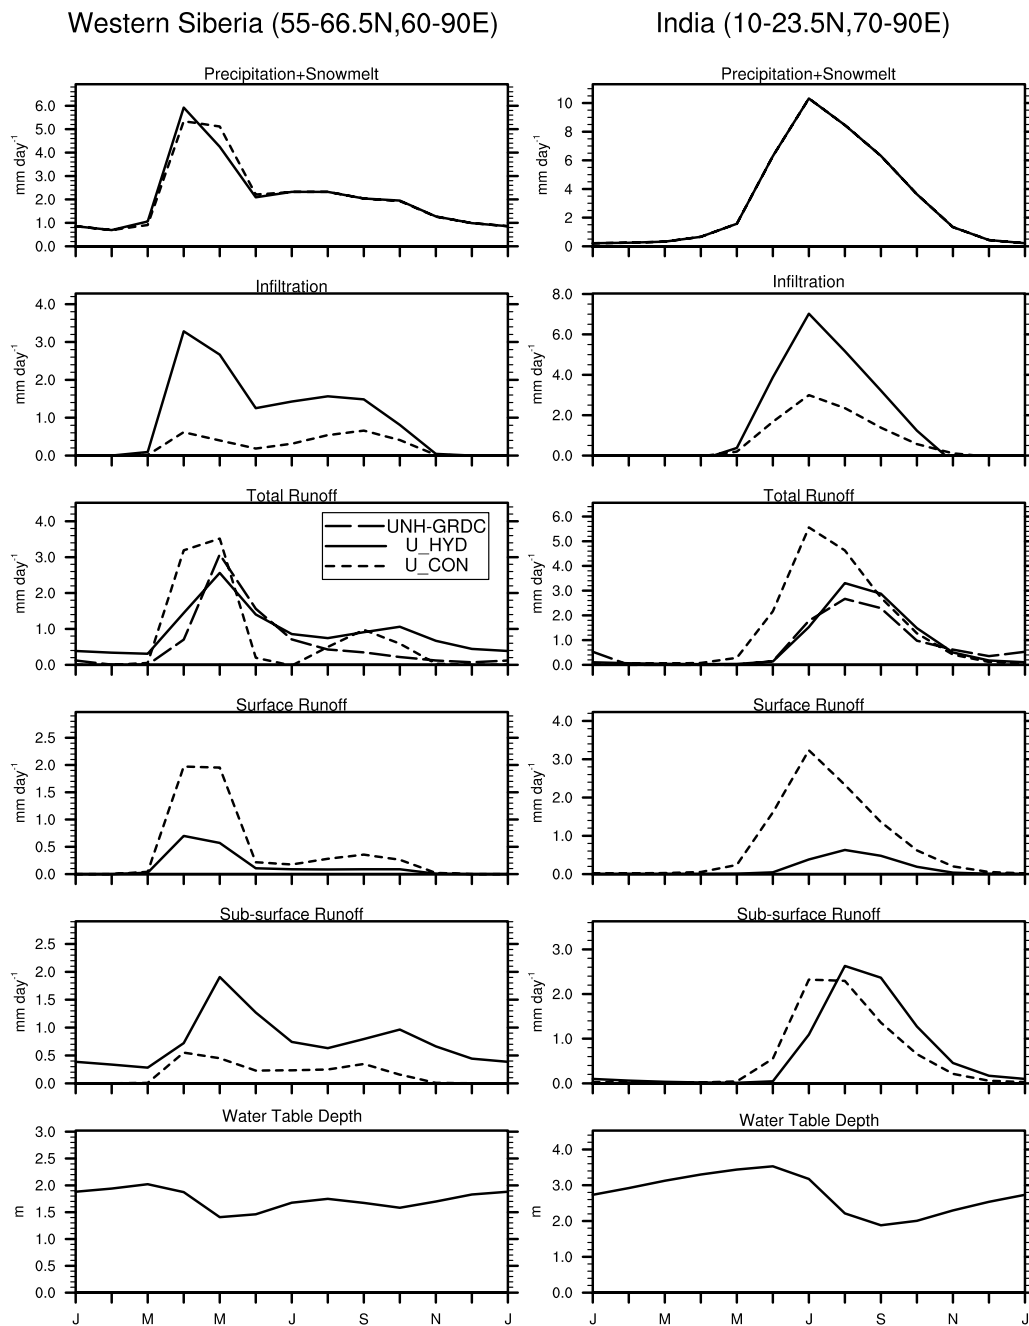 Western Siberia (55-66.5N,60-90E)
India (10-23.5N,70-90E)
Precipitation+Snowmelt
6.0
5.0
4.0
3.0
2.0
1.0
0.0
mm day-1
Precipitation+Snowmelt
10
8
6
4
2
0
mm day-1
Infiltration
4.0
3.0
2.0
1.0
0.0
mm day-1
Infiltration
8.0
6.0
4.0
2.0
0.0
mm day-1
Total Runoff
4.0
3.0
2.0
1.0
0.0
mm day-1
UNH-GRDC
U_HYD
U_CON
Total Runoff
6.0
5.0
4.0
3.0
2.0
1.0
0.0
mm day-1
Surface Runoff
2.5
2.0
1.5
1.0
0.5
0.0
mm day-1
Surface Runoff
4.0
3.0
2.0
1.0
0.0
mm day-1
Sub-surface Runoff
2.5
2.0
1.5
1.0
0.5
0.0
mm day-1
Sub-surface Runoff
3.0
2.0
1.0
0.0
mm day-1
Water Table Depth
3.0
2.5
2.0
1.5
1.0
0.5
0.0
m
J M M J S N J
Water Table Depth
4.0
3.0
2.0
1.0
0.0
m
J M M J S N J